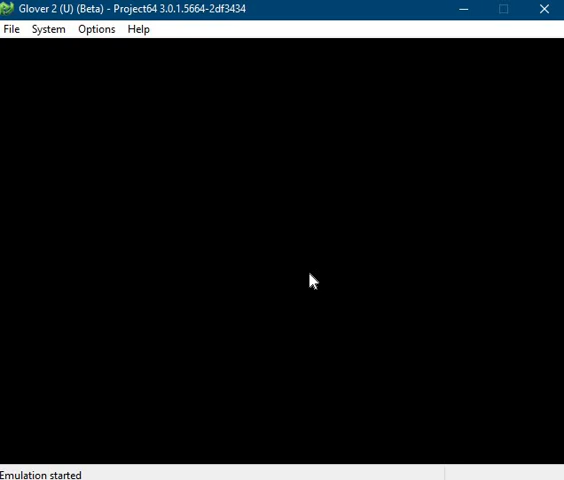 Glover 2 (U) (Beta) - Project64 3.0.1.5664-2df3434
File System Options Help
Emulation started